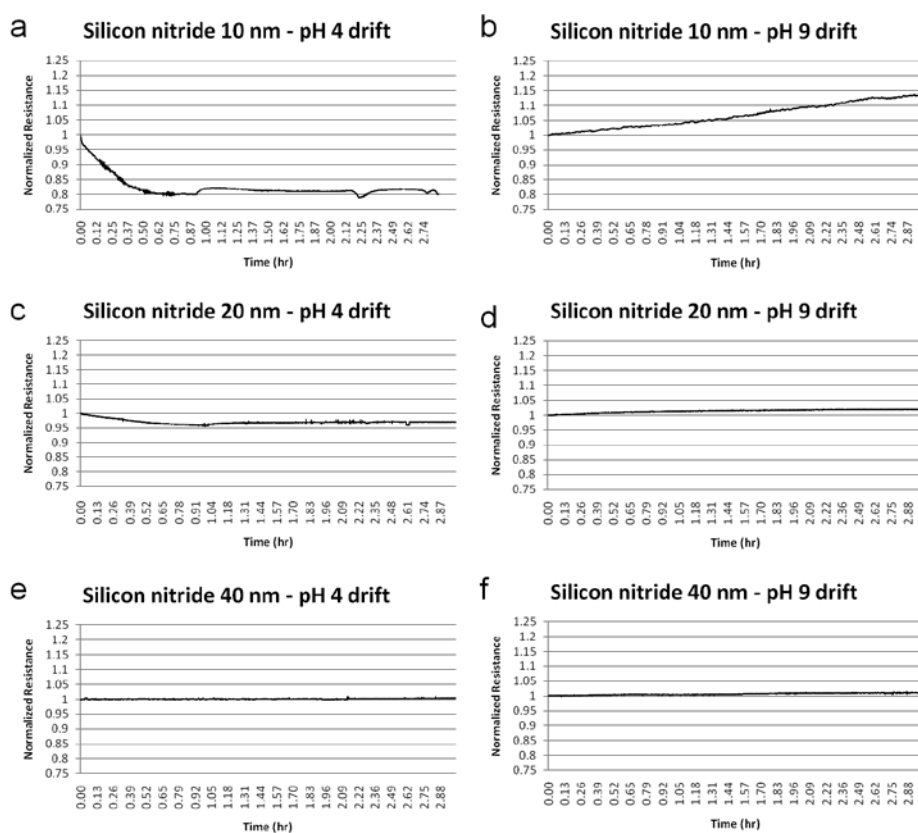 a Silicon nitride 10 nm - pH 4 drift
Normalized Resistance
1.25
1.2
1.15
1.1
1.05
1
0.95
0.9
0.85
0.8
0.75
0.00 0.12 0.25 0.37 0.50 0.62 0.75 0.87 1.00 1.12 1.25 1.37 1.50 1.62 1.75 1.87 2.00 2.12 2.25 2.37 2.49 2.62 2.74
Time (hr)
b Silicon nitride 10 nm - pH 9 drift
Normalized Resistance
1.25
1.2
1.15
1.1
1.05
1
0.95
0.9
0.85
0.8
0.75
0.00 0.13 0.26 0.39 0.52 0.65 0.78 0.91 1.04 1.18 1.31 1.44 1.57 1.70 1.83 1.96 2.09 2.22 2.35 2.48 2.61 2.74 2.87
Time (hr)
c Silicon nitride 20 nm - pH 4 drift
Normalized Resistance
1.25
1.2
1.15
1.1
1.05
1
0.95
0.9
0.85
0.8
0.75
0.00 0.13 0.26 0.39 0.52 0.65 0.78 0.91 1.04 1.18 1.31 1.44 1.57 1.70 1.83 1.96 2.09 2.22 2.35 2.48 2.61 2.74 2.87
Time (hr)
d Silicon nitride 20 nm - pH 9 drift
Normalized Resistance
1.25
1.2
1.15
1.1
1.05
1
0.95
0.9
0.85
0.8
0.75
0.00 0.13 0.26 0.39 0.52 0.65 0.79 0.92 1.05 1.18 1.31 1.44 1.57 1.70 1.83 1.96 2.09 2.22 2.36 2.49 2.62 2.75 2.88
Time (hr)
e Silicon nitride 40 nm - pH 4 drift
Normalized Resistance
1.25
1.2
1.15
1.1
1.05
1
0.95
0.9
0.85
0.8
0.75
0.00 0.13 0.26 0.39 0.52 0.65 0.79 0.92 1.05 1.18 1.31 1.44 1.57 1.70 1.83 1.96 2.09 2.22 2.36 2.49 2.62 2.75 2.88
Time (hr)
f Silicon nitride 40 nm - pH 9 drift
Normalized Resistance
1.25
1.2
1.15
1.1
1.05
1
0.95
0.9
0.85
0.8
0.75
0.00 0.13 0.26 0.39 0.52 0.65 0.79 0.92 1.05 1.18 1.31 1.44 1.57 1.70 1.83 1.96 2.09 2.22 2.36 2.49 2.62 2.75 2.88
Time (hr)